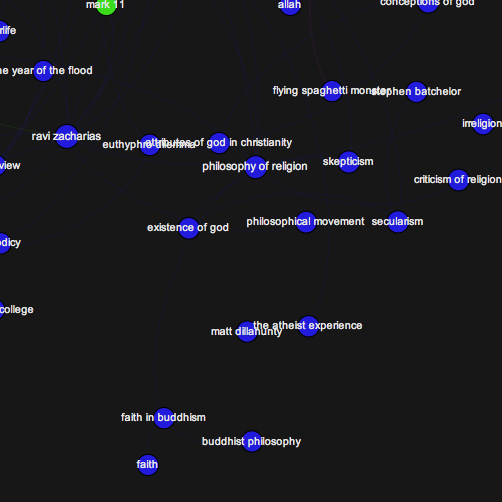 mark 11
allah
conceptions of god
rlife
he year of the flood
flying spaghetti monster
stephen batchelor
irreligion
ravi zacharias
euthyphro dilemma
attributes of god in christianity
view
philosophy of religion
skepticism
criticism of religion
existence of god
philosophical movement
secularism
odicy
college
matt dillahunty
the atheist experience
faith in buddhism
buddhist philosophy
faith